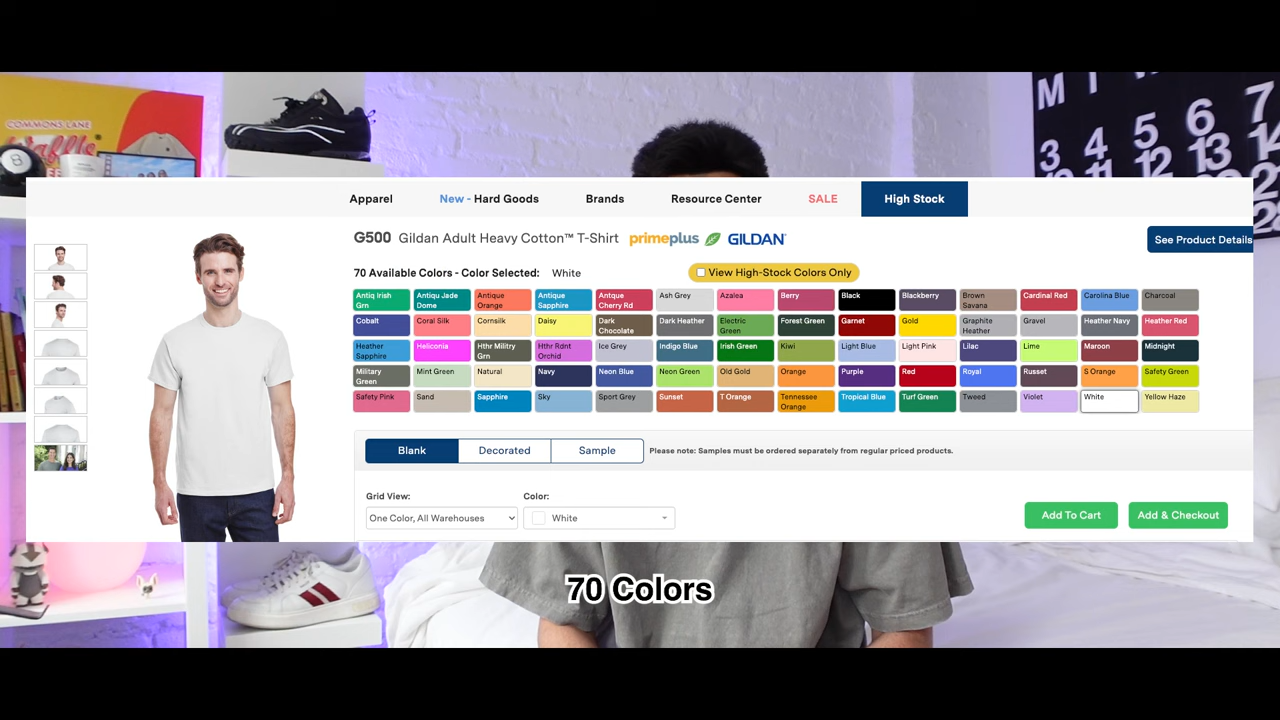 COMMONS LANE
Waffle
8
M
3 4 5 6 7
11 12 13 14
Apparel New - Hard Goods Brands Resource Center SALE High Stock
G500 Gildan Adult Heavy Cotton™ T-Shirt primeplus GILDAN See Product Details
70 Available Colors - Color Selected: White View High-Stock Colors Only
Antiq Irish Grn
Antiqu Jade Dome
Antique Orange
Antique Sapphire
Antque Cherry Rd
Ash Grey
Azalea
Berry
Black
Blackberry
Brown Savana
Cardinal Red
Carolina Blue
Charcoal
Cobalt
Coral Silk
Cornsilk
Daisy
Dark Chocolate
Dark Heather
Electric Green
Forest Green
Garnet
Gold
Graphite Heather
Gravel
Heather Navy
Heather Red
Heather Sapphire
Heliconia
Hthr Militry Grn
Hthr Rdnt Orchid
Ice Grey
Indigo Blue
Irish Green
Kiwi
Light Blue
Light Pink
Lilac
Lime
Maroon
Midnight
Military Green
Mint Green
Natural
Navy
Neon Blue
Neon Green
Old Gold
Orange
Purple
Red
Royal
Russet
S Orange
Safety Green
Safety Pink
Sand
Sapphire
Sky
Sport Grey
Sunset
T Orange
Tennessee Orange
Tropical Blue
Turf Green
Tweed
Violet
White
Yellow Haze
Blank Decorated Sample Please note: Samples must be ordered separately from regular priced products.
Grid View: Color:
One Color, All Warehouses White Add To Cart Add & Checkout
70 Colors